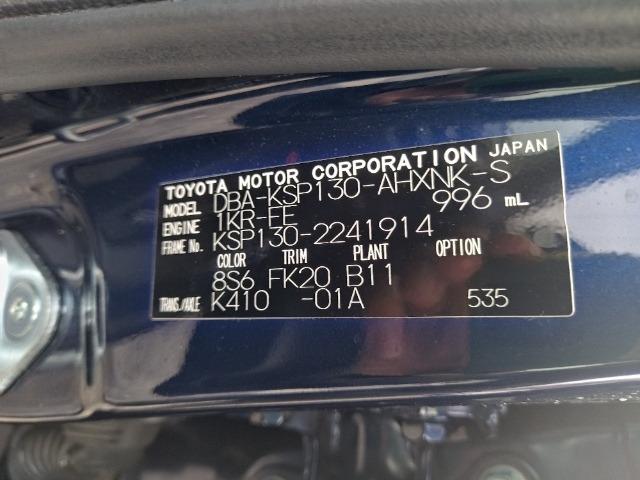 TOYOTA MOTOR CORPORATION JAPAN
MODEL DBA-KSP130-AHXNK-S
ENGINE 1KR-FE 996 mL
FRAME No. KSP130-2241914
COLOR TRIM PLANT OPTION
8S6 FK20 B11
TRANS./AXLE K410 -01A 535